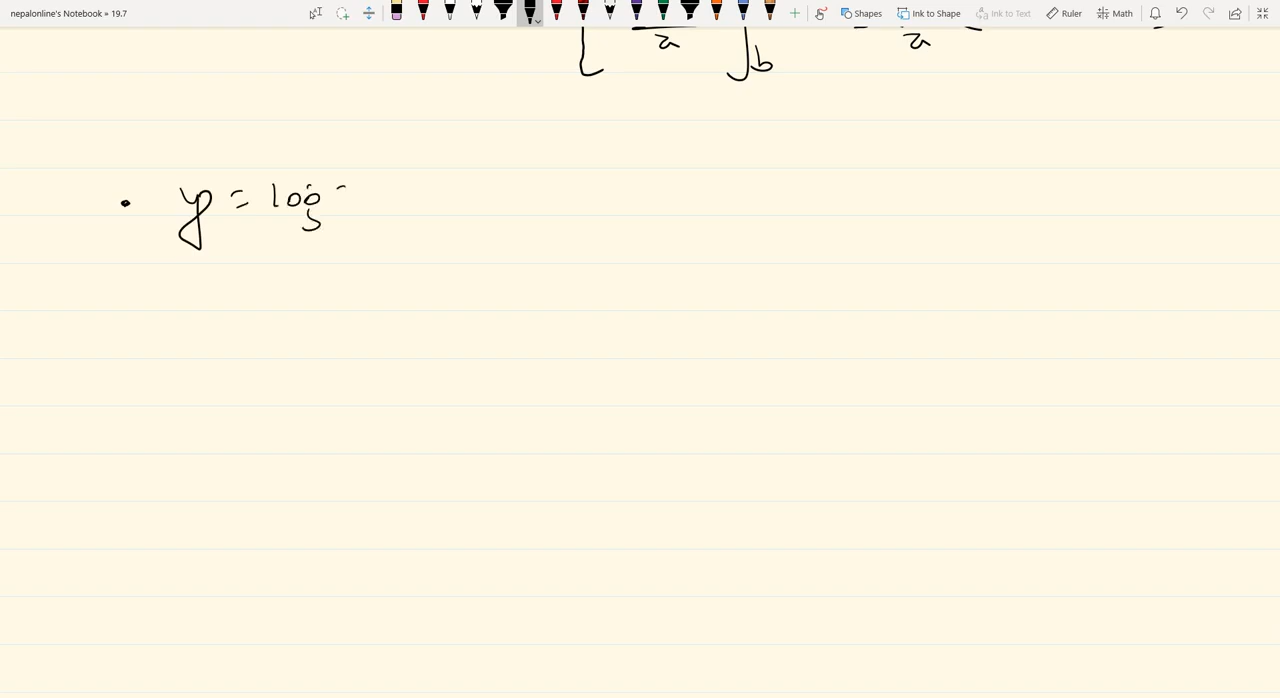 nepalonline's Notebook » 19.7
Shapes Ink to Shape Ink to Text Ruler Math
a b a
• y = log